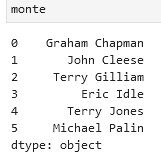 monte
0 Graham Chapman
1 John Cleese
2 Terry Gilliam
3 Eric Idle
4 Terry Jones
5 Michael Palin
dtype: object